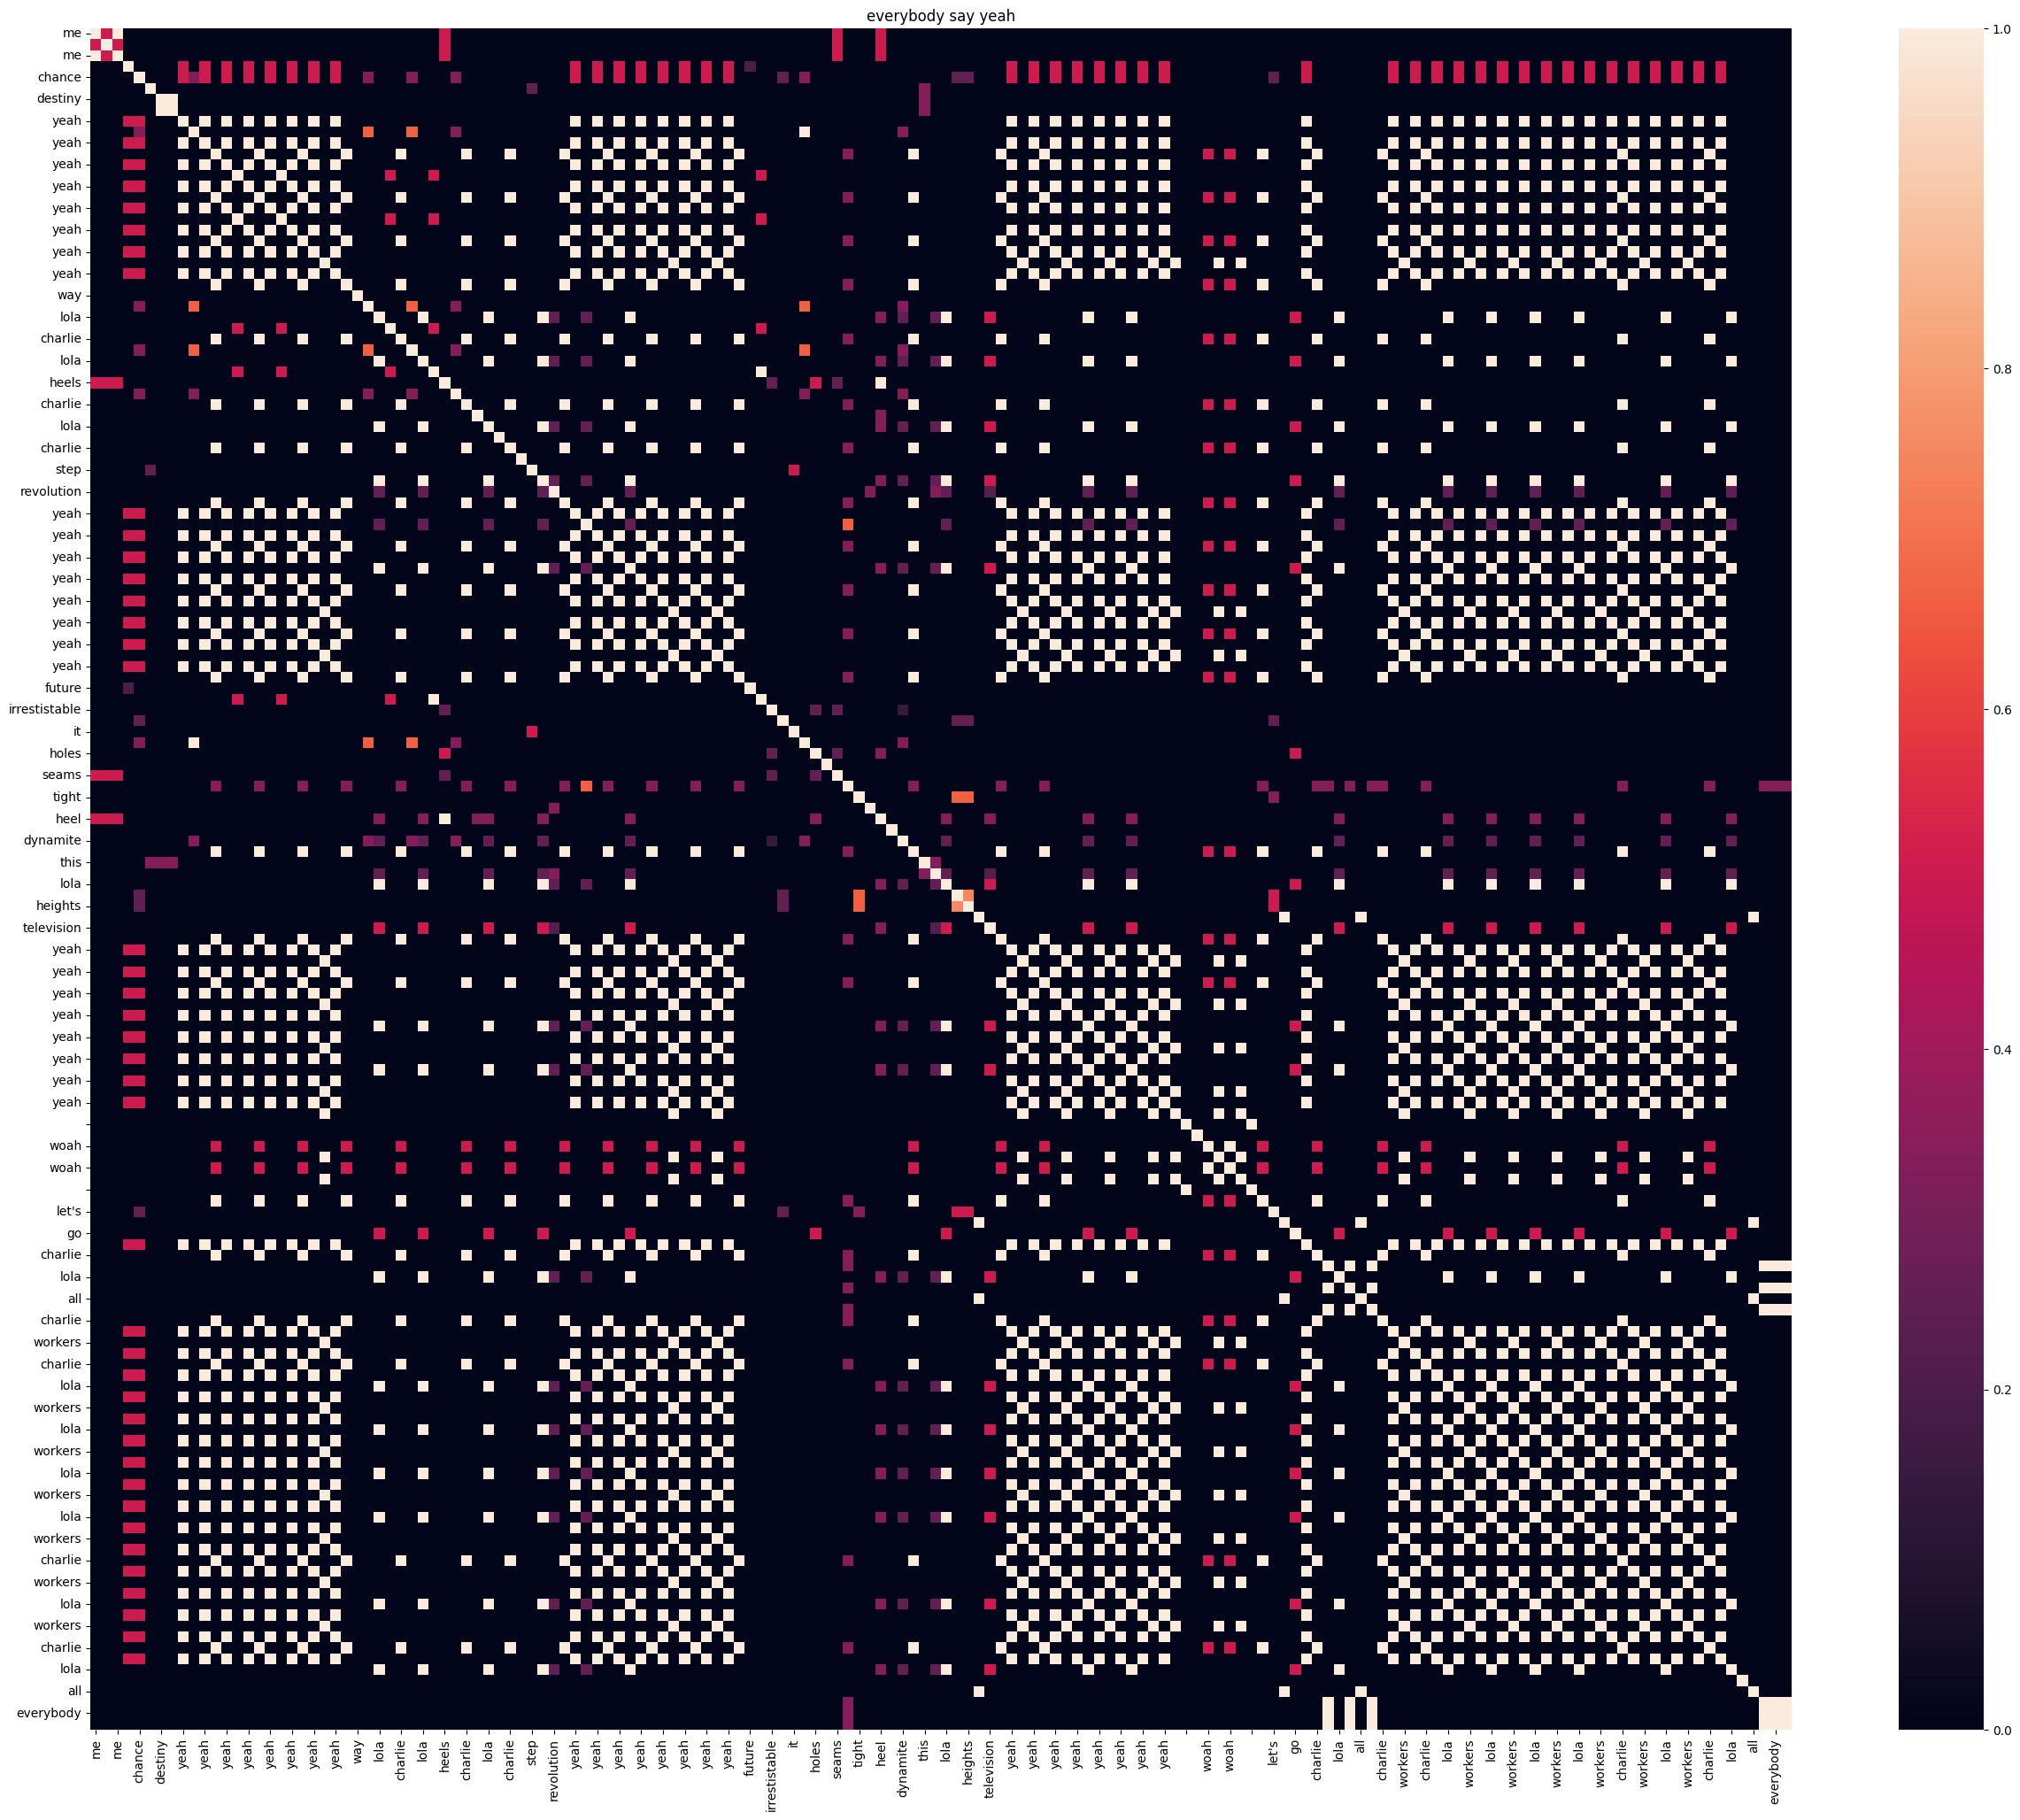 everybody say yeah
me
me
chance
destiny
yeah
yeah
yeah
yeah
yeah
yeah
yeah
yeah
way
lola
charlie
lola
heels
charlie
lola
charlie
step
revolution
yeah
yeah
yeah
yeah
yeah
yeah
yeah
yeah
future
irrestistable
it
holes
seams
tight
heel
dynamite
this
lola
heights
television
yeah
yeah
yeah
yeah
yeah
yeah
yeah
yeah
woah
woah
let's
go
charlie
lola
all
charlie
workers
charlie
lola
workers
lola
workers
lola
workers
lola
workers
charlie
workers
lola
workers
charlie
lola
all
everybody
me
me
chance
destiny
yeah
yeah
yeah
yeah
yeah
yeah
yeah
yeah
way
lola
charlie
lola
heels
charlie
lola
charlie
step
revolution
yeah
yeah
yeah
yeah
yeah
yeah
yeah
yeah
future
irrestistable
it
holes
seams
tight
heel
dynamite
this
lola
heights
television
yeah
yeah
yeah
yeah
yeah
yeah
yeah
yeah
woah
woah
let's
go
charlie
lola
all
charlie
workers
charlie
lola
workers
lola
workers
lola
workers
lola
workers
charlie
workers
lola
workers
charlie
lola
all
everybody
1.0
0.8
0.6
0.4
0.2
0.0